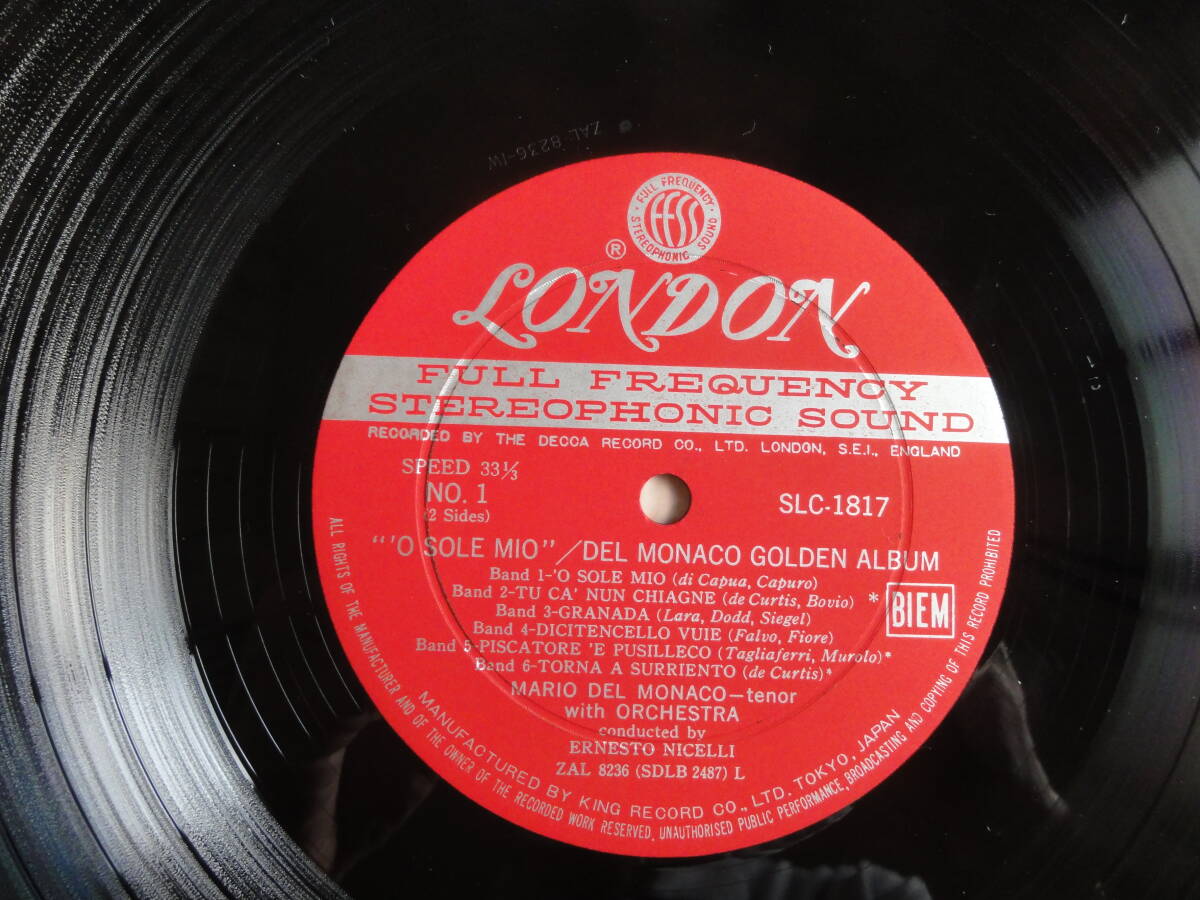 ZAL 8236-1W
FULL FREQUENCY
FFSS
STEREOPHONIC SOUND
®
LONDON
FULL FREQUENCY
STEREOPHONIC SOUND
RECORDED BY THE DECCA RECORD CO., LTD. LONDON, S.E.I., ENGLAND
SPEED 33⅓
NO. 1
(2 Sides)
SLC-1817
"'O SOLE MIO"/DEL MONACO GOLDEN ALBUM
Band 1-'O SOLE MIO (di Capua, Capuro)
Band 2-TU CA' NUN CHIAGNE (de Curtis, Bovio) *
Band 3-GRANADA (Lara, Dodd, Siegel)
Band 4-DICITENCELLO VUIE (Falvo, Fiore)
Band 5-PISCATORE 'E PUSILLECO (Tagliaferri, Murolo)*
Band 6-TORNA A SURRIENTO (de Curtis)*
BIEM
MARIO DEL MONACO—tenor
with ORCHESTRA
conducted by
ERNESTO NICELLI
ZAL 8236 (SDLB 2487) L
MANUFACTURED BY KING RECORD CO., LTD. TOKYO, JAPAN
ALL RIGHTS OF THE MANUFACTURER AND OF THE OWNER OF THE RECORDED WORK RESERVED, UNAUTHORISED PUBLIC PERFORMANCE, BROADCASTING AND COPYING OF THIS RECORD PROHIBITED